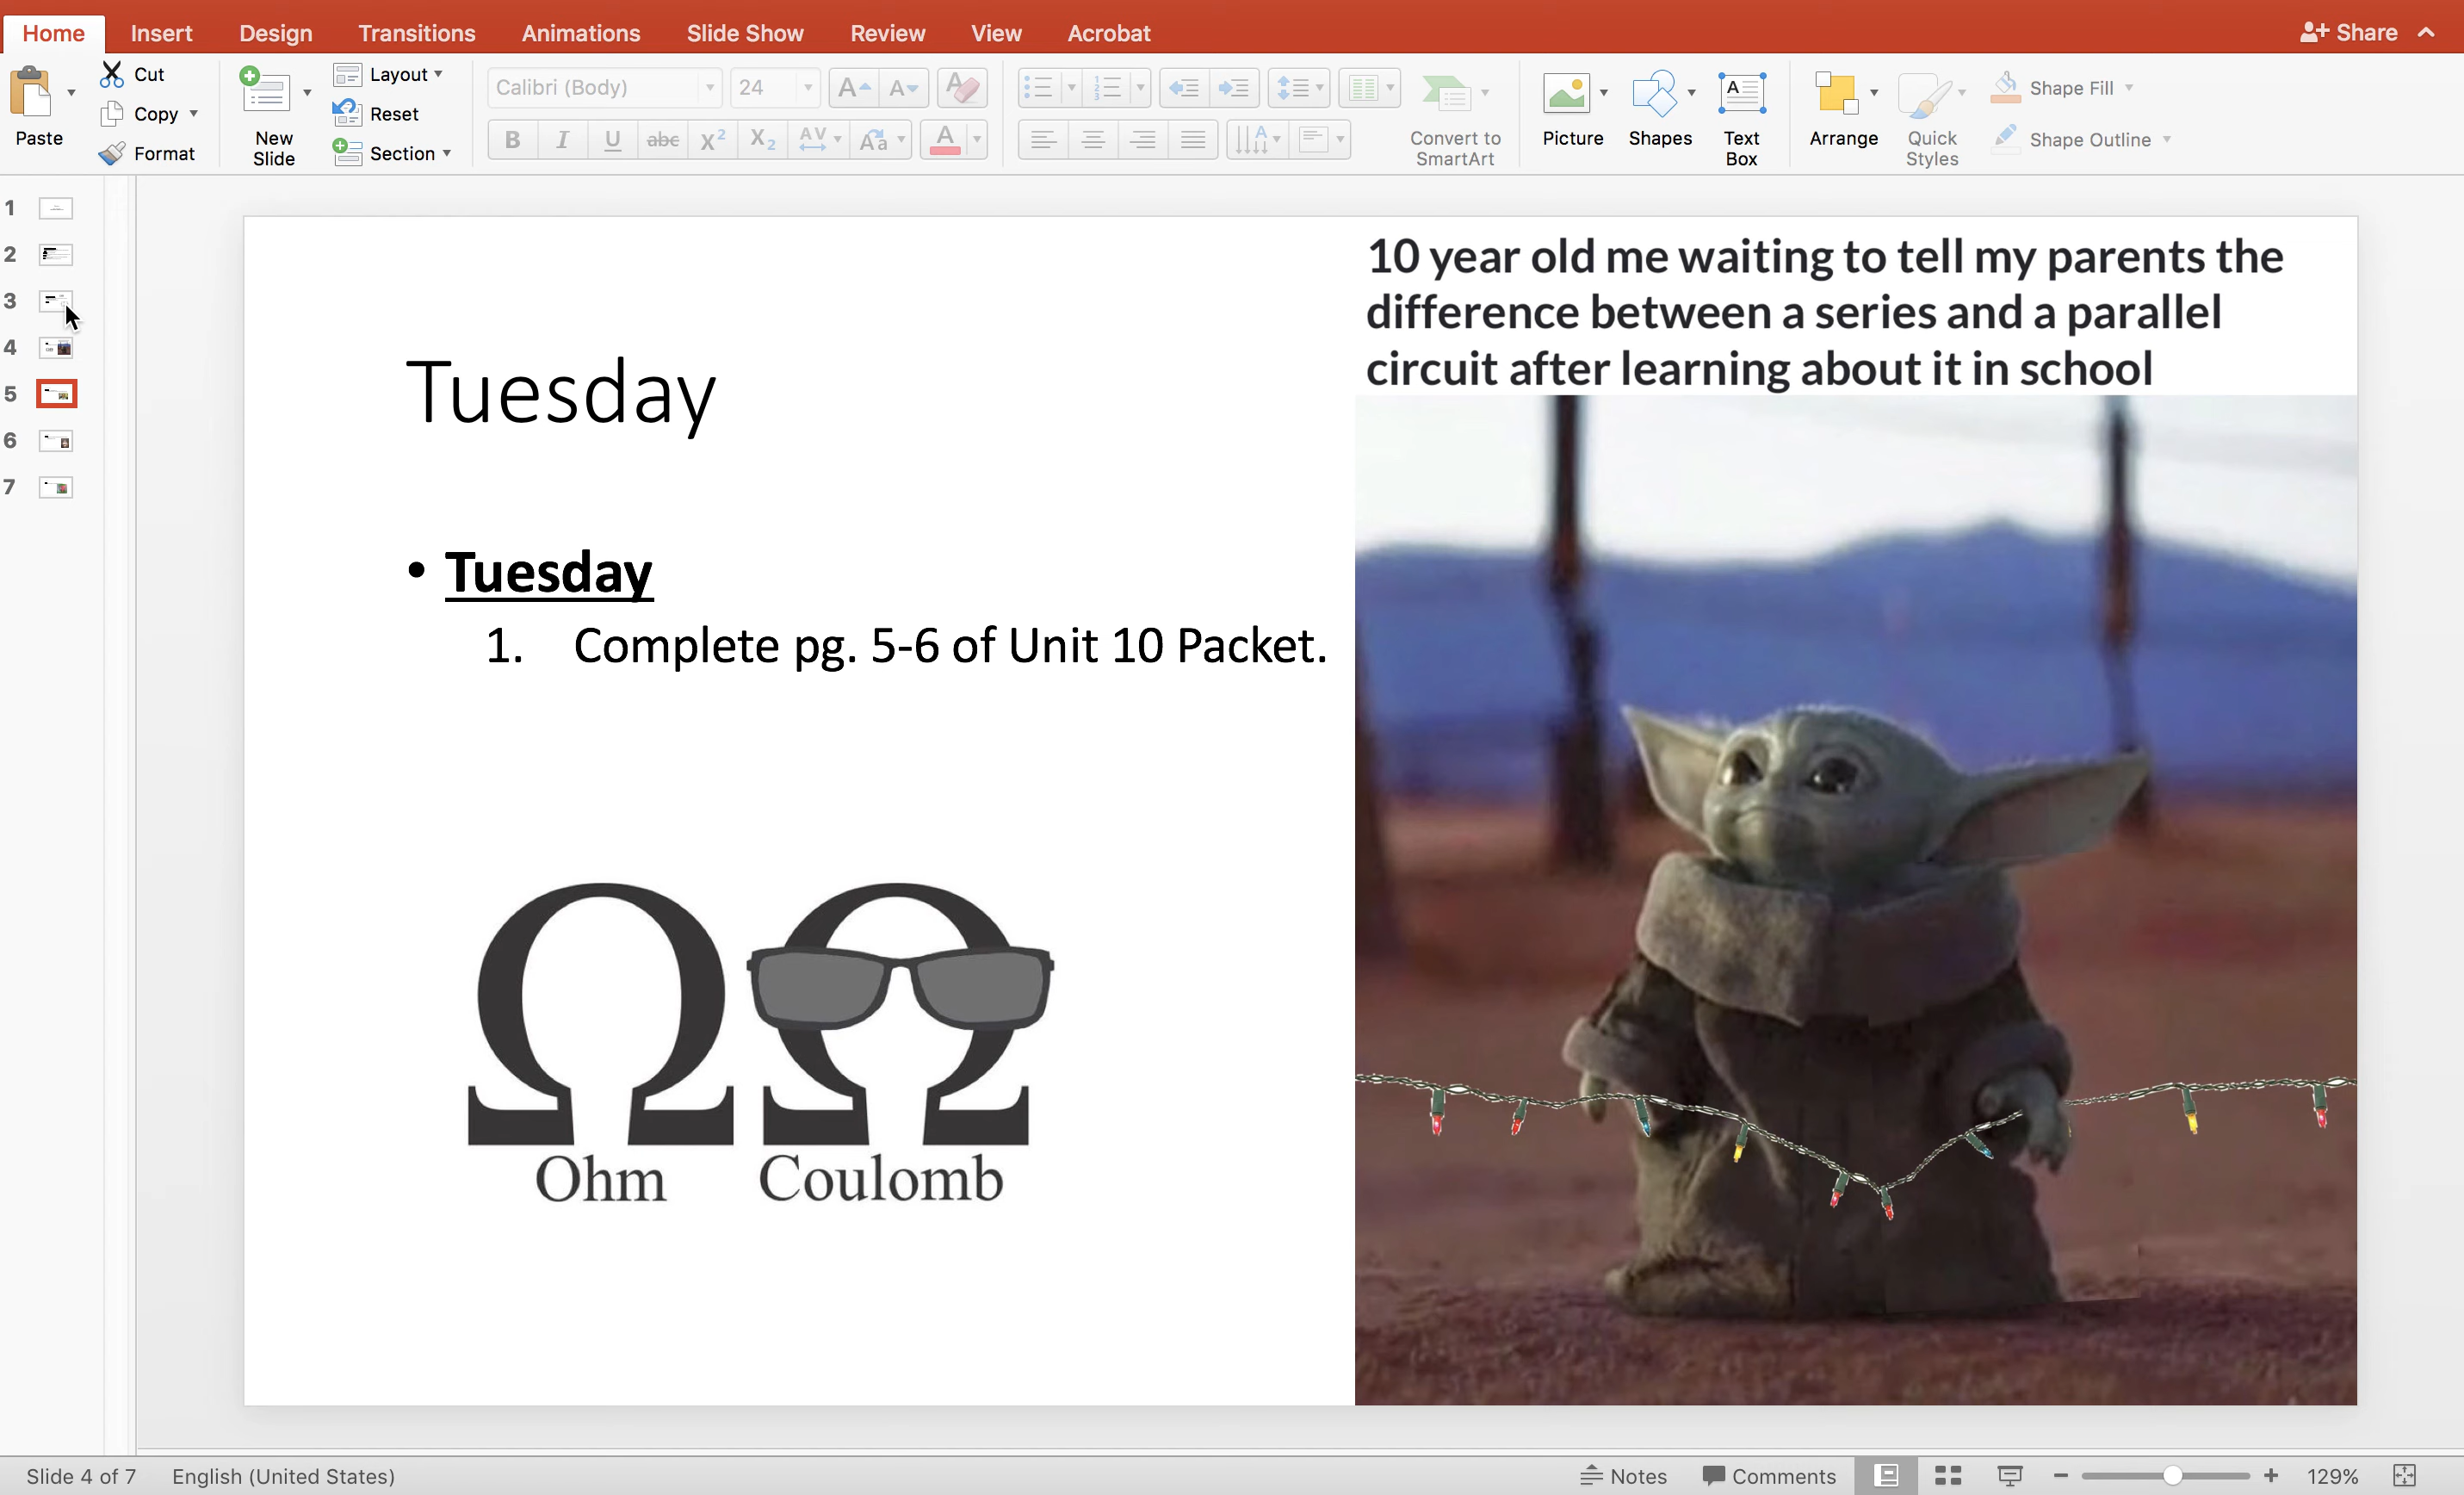 Home Insert Design Transitions Animations Slide Show Review View Acrobat Share
Paste
Cut
Copy
Format
New
Slide
Layout
Reset
Section
Calibri (Body) 24
B I U abc X² X₂ AV Aa A
Convert to
SmartArt
Picture
Shapes
Text
Box
Arrange
Quick
Styles
Shape Fill
Shape Outline
1
2
3
4
5
6
7
Tuesday
• Tuesday
1. Complete pg. 5-6 of Unit 10 Packet.
Ω Ω
Ohm Coulomb
10 year old me waiting to tell my parents the
difference between a series and a parallel
circuit after learning about it in school
Slide 4 of 7 English (United States) Notes Comments 129%